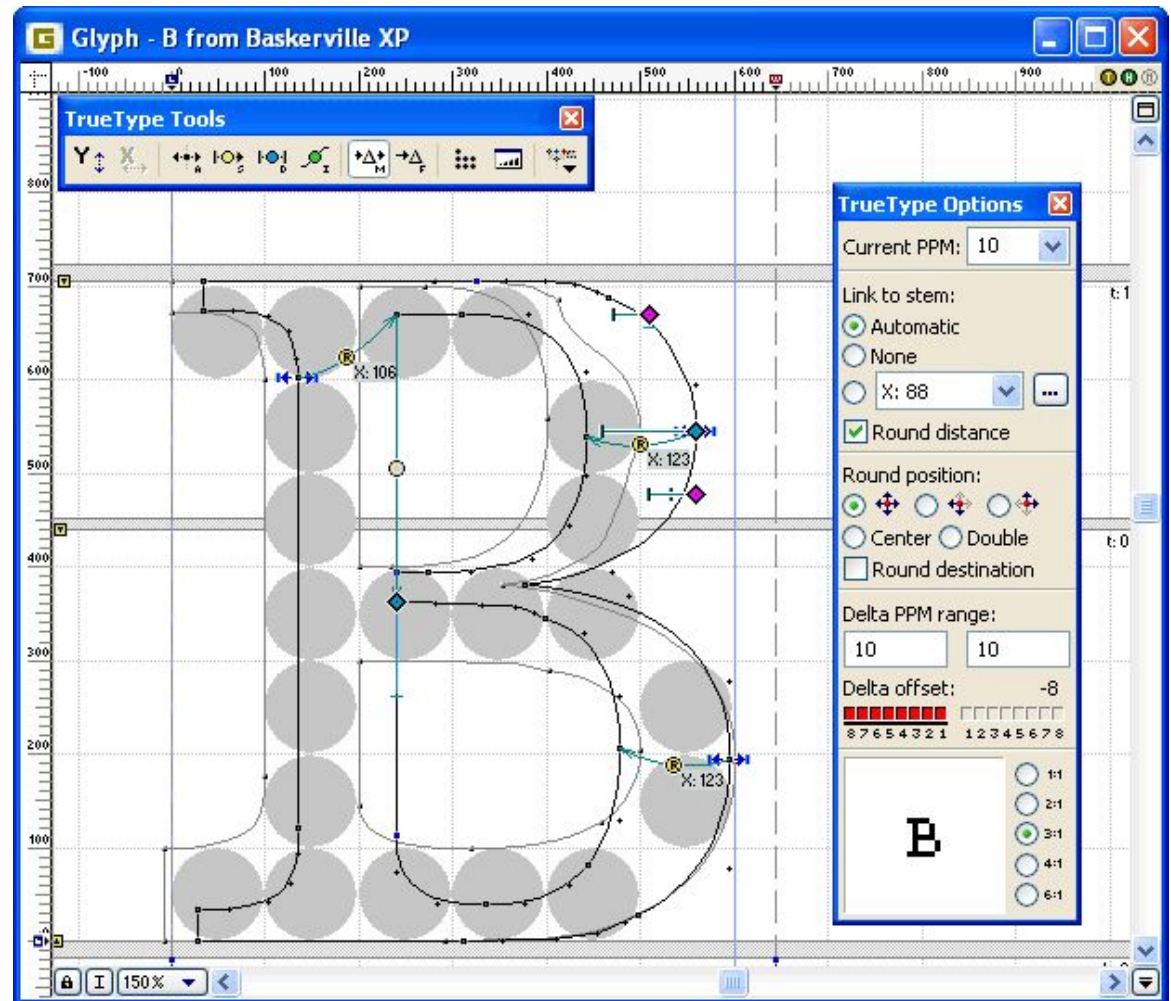 Glyph - B from Baskerville XP
-100 0 100 200 300 400 500 600 700 800 900
TrueType Tools
Y X A S D I M F
800
700
600
500
400
300
200
100
0
t: 1
t: 0
X: 106
X: 123
X: 123
R
R
R
TrueType Options
Current PPM: 10
Link to stem:
Automatic
None
X: 88 ...
Round distance
Round position:
Center Double
Round destination
Delta PPM range:
10 10
Delta offset: -8
8 7 6 5 4 3 2 1 1 2 3 4 5 6 7 8
B
1:1
2:1
3:1
4:1
6:1
150%